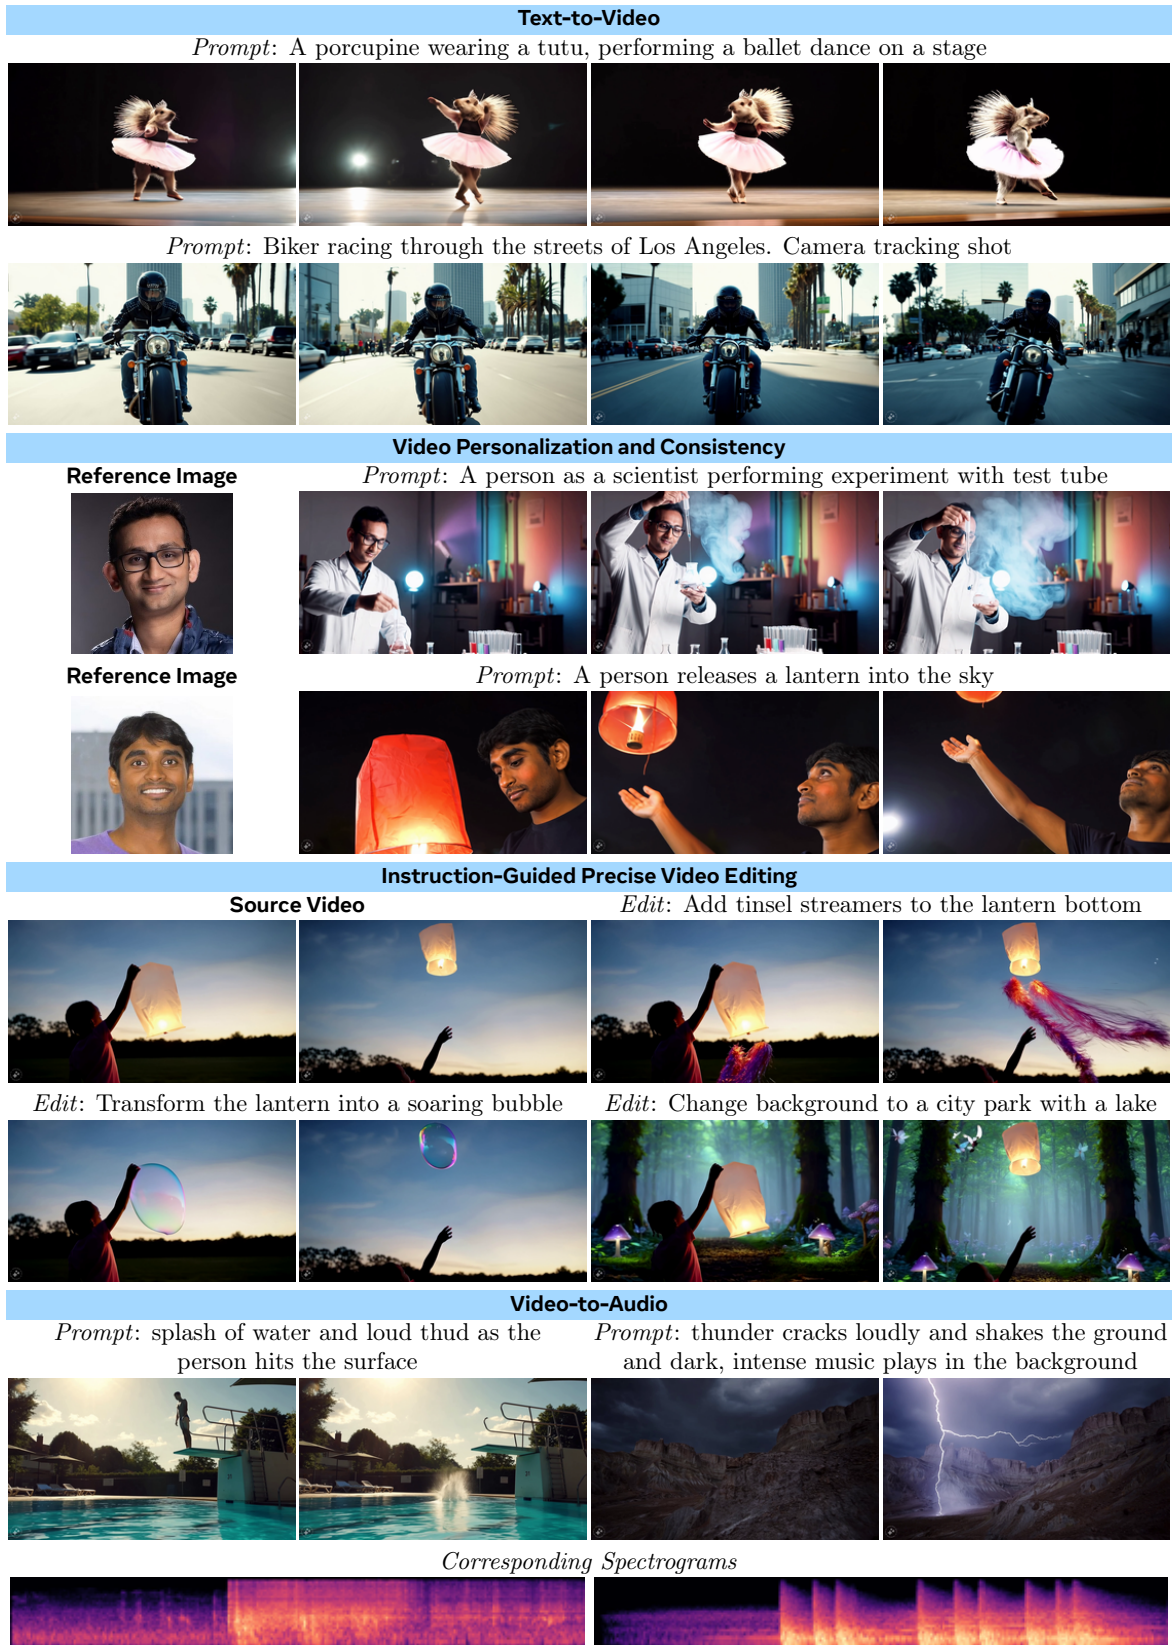 Text-to-Video
Prompt: A porcupine wearing a tutu, performing a ballet dance on a stage
Prompt: Biker racing through the streets of Los Angeles. Camera tracking shot
Video Personalization and Consistency
Reference Image
Prompt: A person as a scientist performing experiment with test tube
Reference Image
Prompt: A person releases a lantern into the sky
Instruction-Guided Precise Video Editing
Source Video
Edit: Add tinsel streamers to the lantern bottom
Edit: Transform the lantern into a soaring bubble
Edit: Change background to a city park with a lake
Video-to-Audio
Prompt: splash of water and loud thud as the
person hits the surface
Prompt: thunder cracks loudly and shakes the ground
and dark, intense music plays in the background
Corresponding Spectrograms